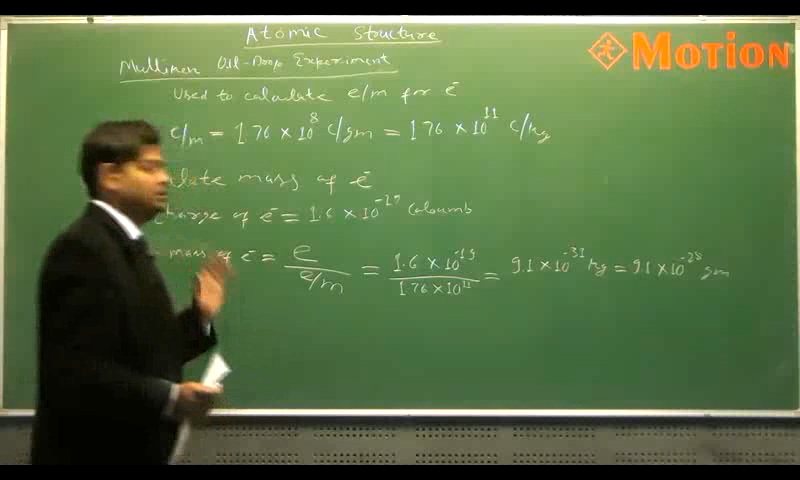 Atomic Structure
MOTION
Mulliken Oil-Drop Experiment
Used to calculate e/m for e⁻
e/m = 1.76 × 10⁸ C/gm = 1.76 × 10¹¹ C/kg
late mass of e⁻
harge of e⁻ = 1.6 × 10⁻¹⁹ Coloumb
mass of e⁻ = e / e/m = 1.6 × 10⁻¹⁹ / 1.76 × 10¹¹ = 9.1 × 10⁻³¹ kg = 9.1 × 10⁻²⁸ gm